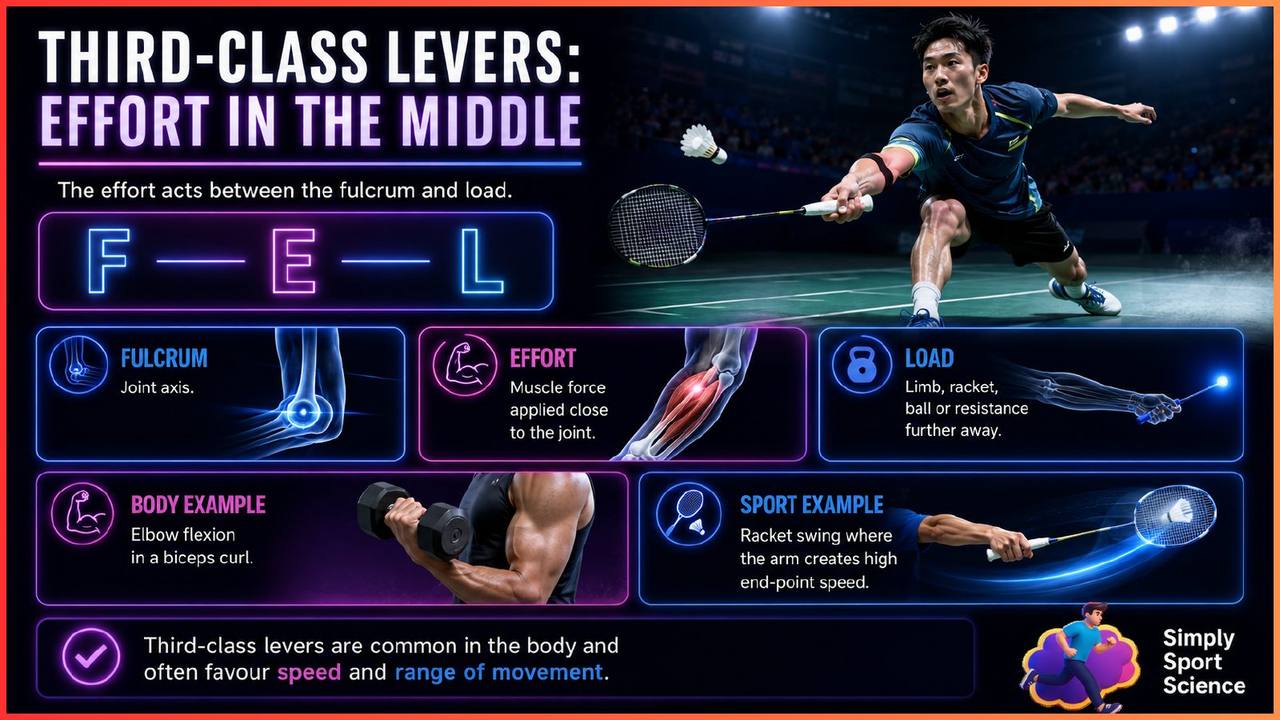 THIRD-CLASS LEVERS:
EFFORT IN THE MIDDLE
The effort acts between the fulcrum and load.
F — E — L
FULCRUM
Joint axis.
EFFORT
Muscle force
applied close
to the joint.
LOAD
Limb, racket,
ball or resistance
further away.
BODY EXAMPLE
Elbow flexion
in a biceps curl.
SPORT EXAMPLE
Racket swing where
the arm creates high
end-point speed.
Third-class levers are common in the body and
often favour speed and range of movement.
Simply
Sport
Science